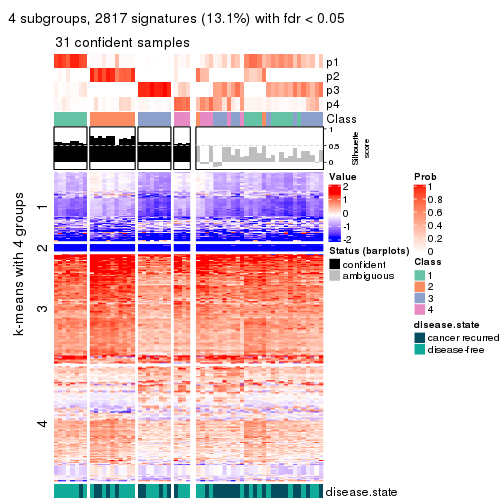 4 subgroups, 2817 signatures (13.1%) with fdr < 0.05
31 confident samples
p1
p2
p3
p4
Class
1
0.5
0
Silhouette
score
k-means with 4 groups
1
2
3
4
disease.state
Value
2
1
0
-1
-2
Status (barplots)
confident
ambiguous
Prob
1
0.8
0.6
0.4
0.2
0
Class
1
2
3
4
disease.state
cancer recurred
disease-free